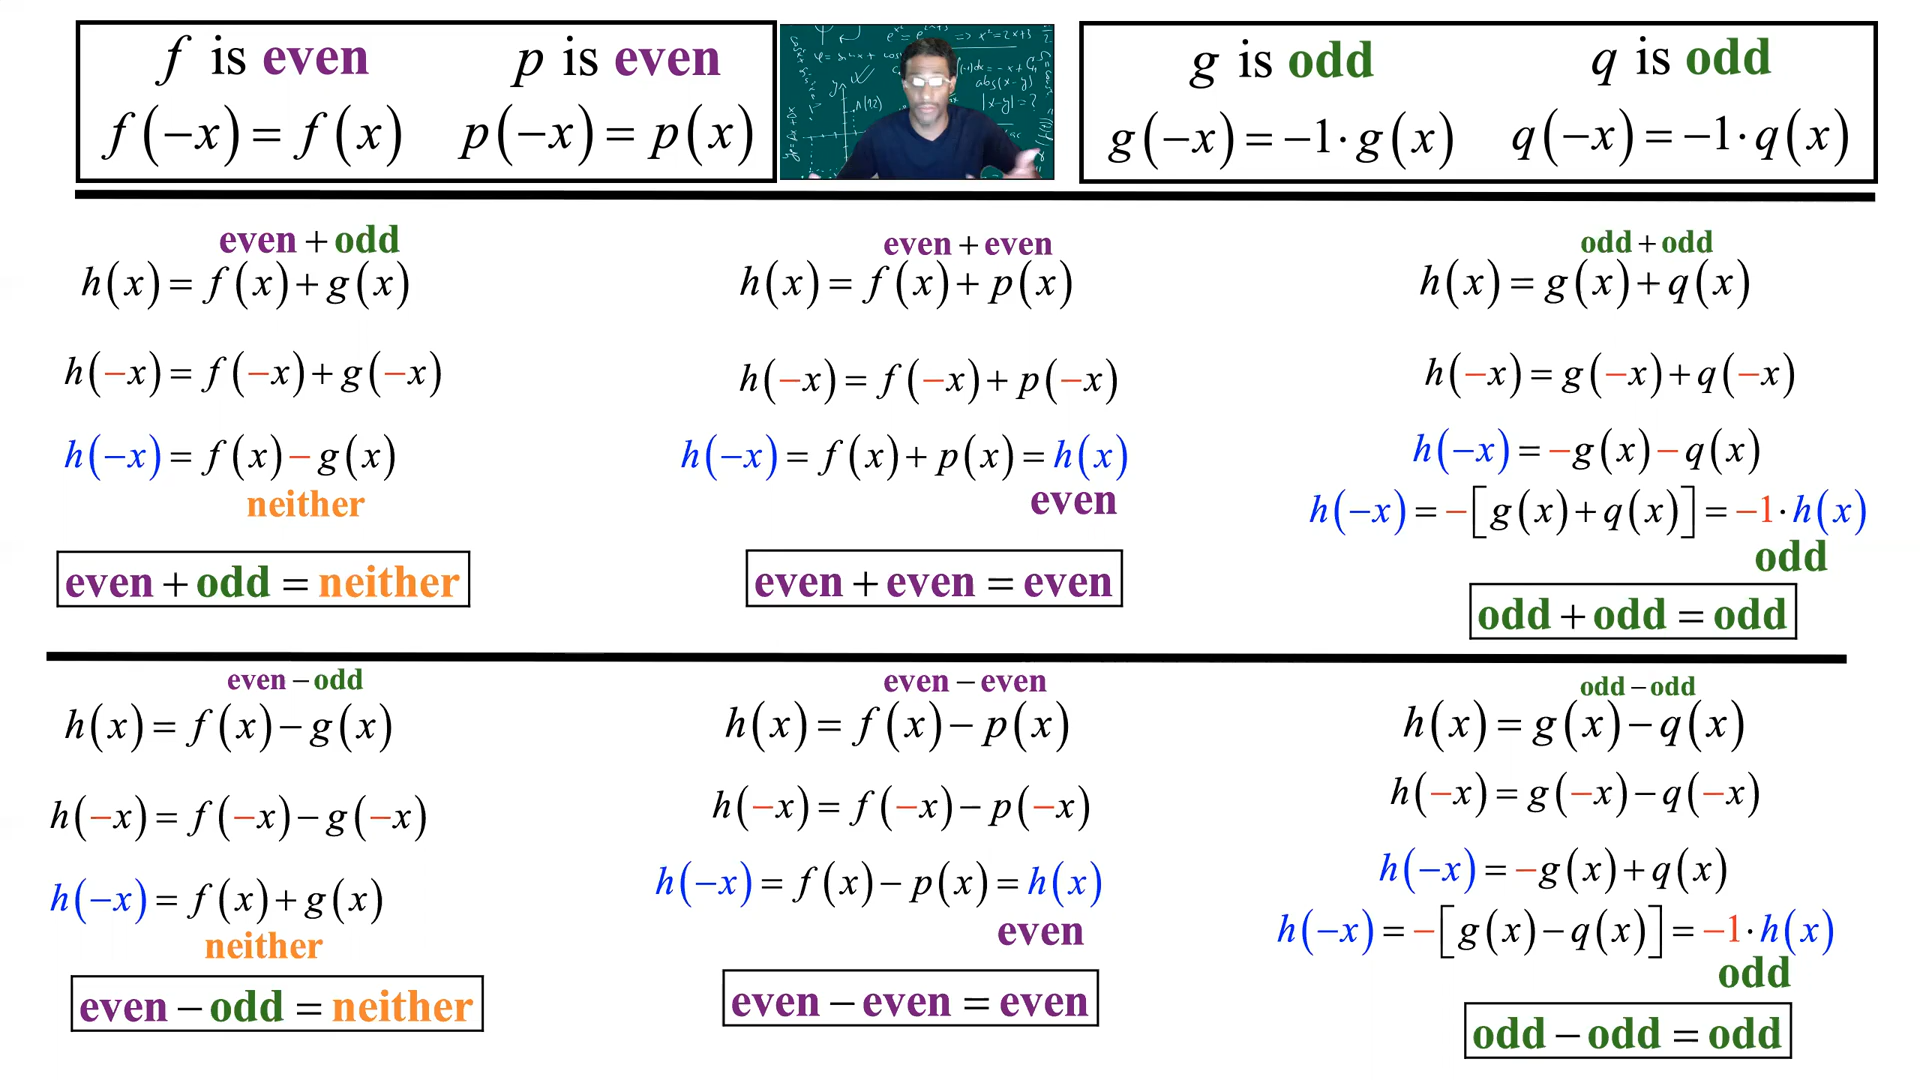 f is even
f(−x) = f(x)
p is even
p(−x) = p(x)
g is odd
g(−x) = −1·g(x)
q is odd
q(−x) = −1·q(x)
even + odd
h(x) = f(x) + g(x)
h(−x) = f(−x) + g(−x)
h(−x) = f(x) − g(x)
neither
even + odd = neither
even + even
h(x) = f(x) + p(x)
h(−x) = f(−x) + p(−x)
h(−x) = f(x) + p(x) = h(x)
even
even + even = even
odd + odd
h(x) = g(x) + q(x)
h(−x) = g(−x) + q(−x)
h(−x) = −g(x) − q(x)
h(−x) = −[g(x) + q(x)] = −1·h(x)
odd
odd + odd = odd
even − odd
h(x) = f(x) − g(x)
h(−x) = f(−x) − g(−x)
h(−x) = f(x) + g(x)
neither
even − odd = neither
even − even
h(x) = f(x) − p(x)
h(−x) = f(−x) − p(−x)
h(−x) = f(x) − p(x) = h(x)
even
even − even = even
odd − odd
h(x) = g(x) − q(x)
h(−x) = g(−x) − q(−x)
h(−x) = −g(x) + q(x)
h(−x) = −[g(x) − q(x)] = −1·h(x)
odd
odd − odd = odd
abs(x−y)
|x−y|=?